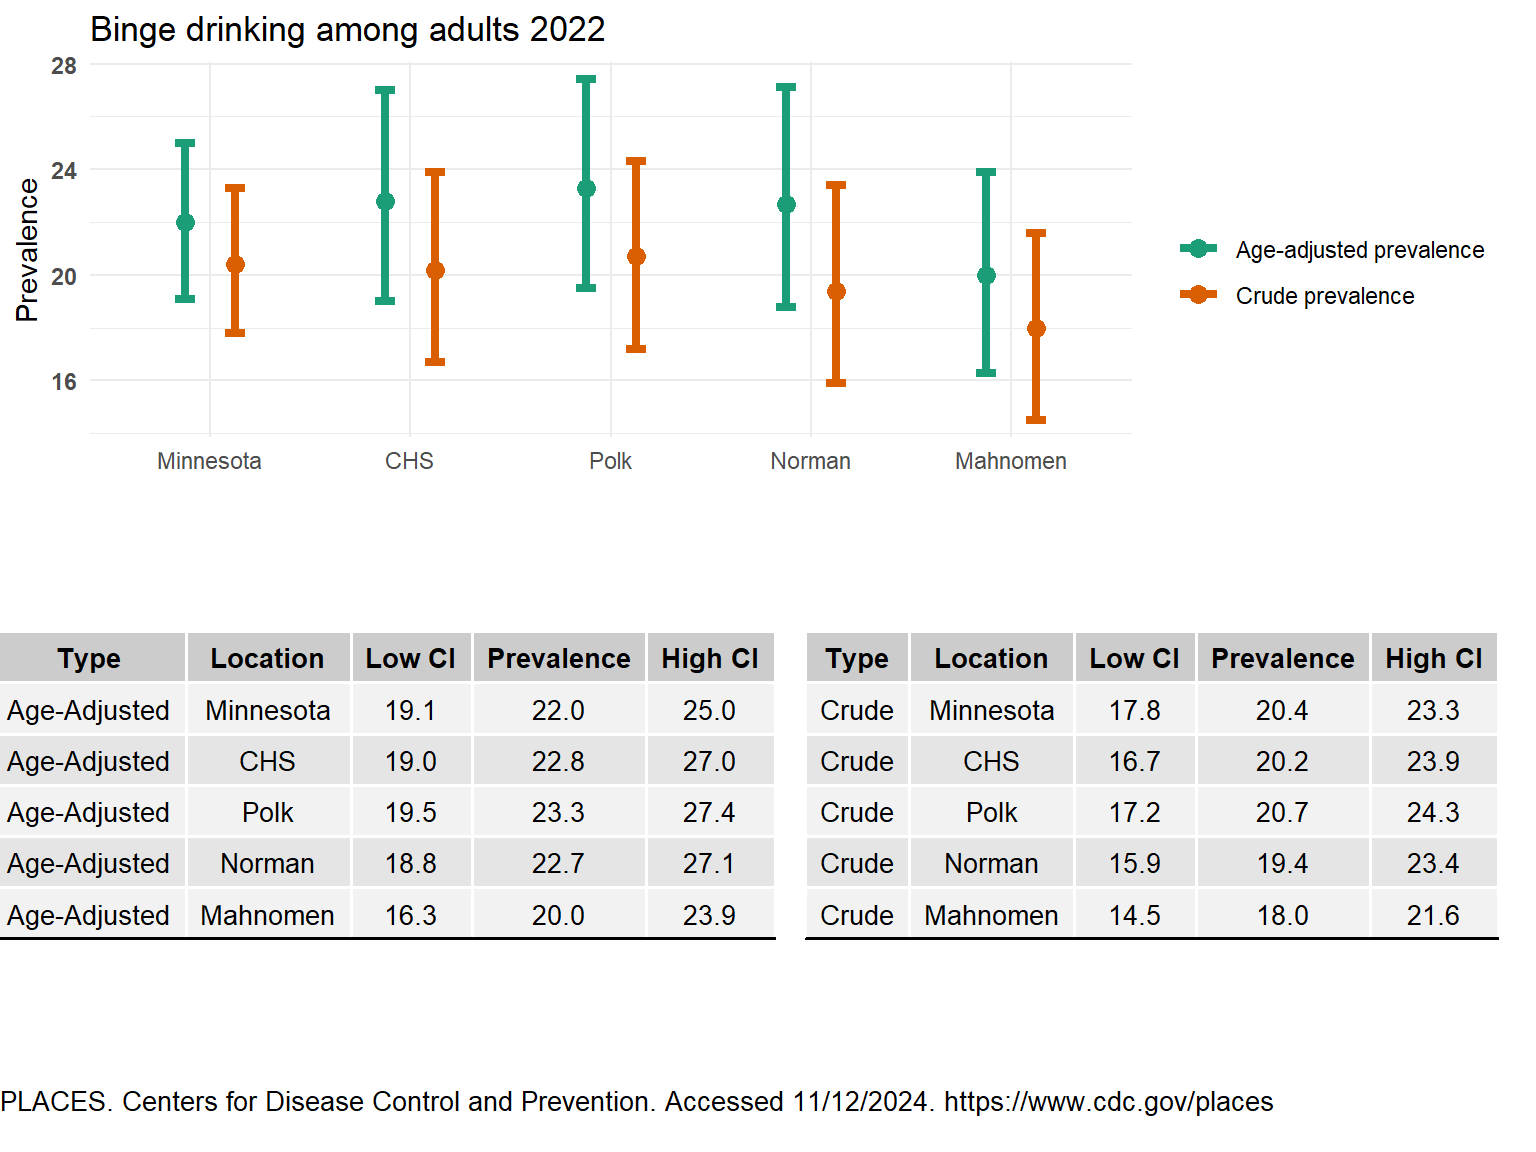 Binge drinking among adults 2022
Prevalence
28
24
20
16
Minnesota CHS Polk Norman Mahnomen
Age-adjusted prevalence
Crude prevalence
Type Location Low CI Prevalence High CI
Age-Adjusted Minnesota 19.1 22.0 25.0
Age-Adjusted CHS 19.0 22.8 27.0
Age-Adjusted Polk 19.5 23.3 27.4
Age-Adjusted Norman 18.8 22.7 27.1
Age-Adjusted Mahnomen 16.3 20.0 23.9
Type Location Low CI Prevalence High CI
Crude Minnesota 17.8 20.4 23.3
Crude CHS 16.7 20.2 23.9
Crude Polk 17.2 20.7 24.3
Crude Norman 15.9 19.4 23.4
Crude Mahnomen 14.5 18.0 21.6
PLACES. Centers for Disease Control and Prevention. Accessed 11/12/2024. https://www.cdc.gov/places